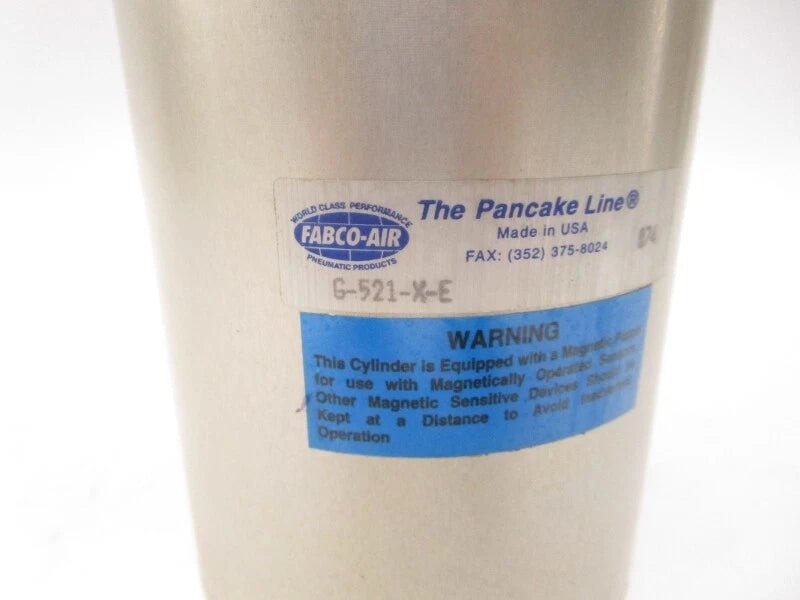 WORLD CLASS PERFORMANCE
FABCO-AIR
PNEUMATIC PRODUCTS
The Pancake Line®
Made in USA
FAX: (352) 375-8024
G-521-X-E
WARNING
This Cylinder is Equipped with a Magnetic
for use with Magnetically Operated
Other Magnetic Sensitive Devices Should
Kept at a Distance to Avoid
Operation